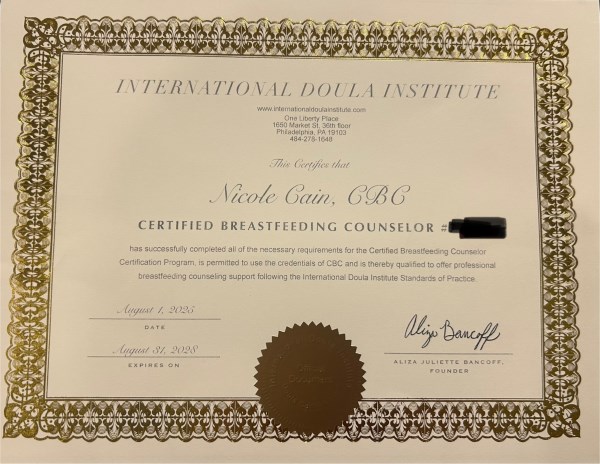 INTERNATIONAL DOULA INSTITUTE
www.internationaldoulainstitute.com
One Liberty Place
1650 Market St, 36th floor
Philadelphia, PA 19103
484-278-1648
This Certifies that
Nicole Cain, CBC
CERTIFIED BREASTFEEDING COUNSELOR #
has successfully completed all of the necessary requirements for the Certified Breastfeeding Counselor
Certification Program, is permitted to use the credentials of CBC and is thereby qualified to offer professional
breastfeeding counseling support following the International Doula Institute Standards of Practice.
August 1, 2025
DATE
August 31, 2028
EXPIRES ON
Aliza Bancoff
ALIZA JULIETTE BANCOFF,
FOUNDER